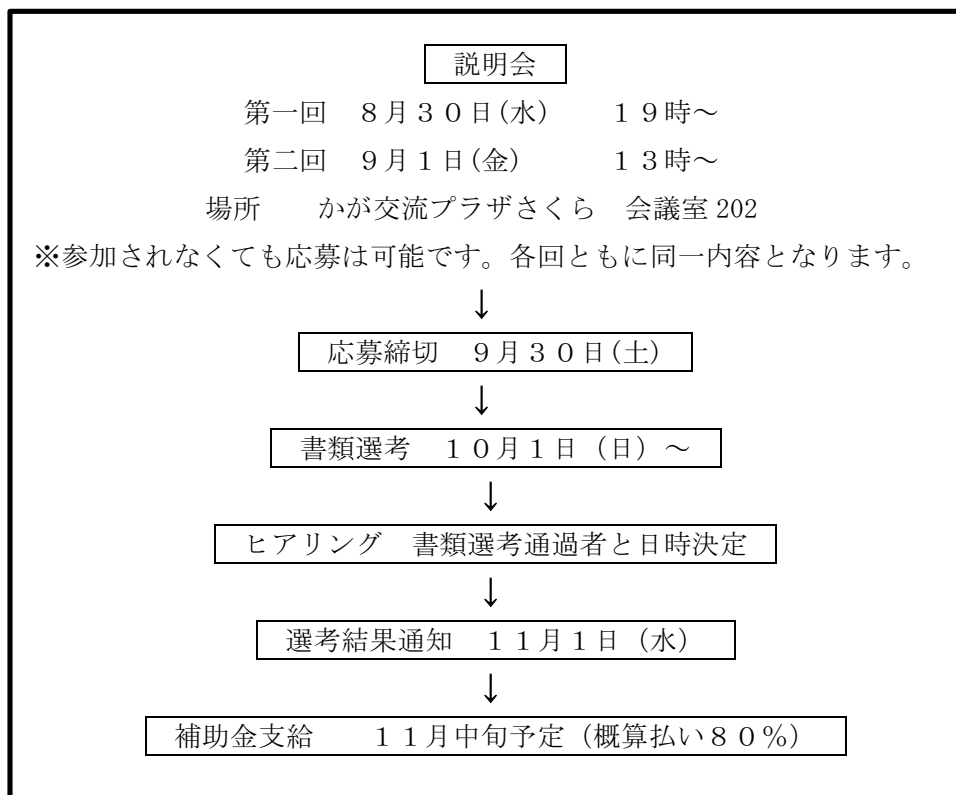 説明会
第一回　８月３０日(水)　　１９時～
第二回　９月１日(金)　　　１３時～
場所　　かが交流プラザさくら　会議室 202
※参加されなくても応募は可能です。各回ともに同一内容となります。
↓
応募締切　９月３０日(土)
↓
書類選考　１０月１日（日）～
↓
ヒアリング　書類選考通過者と日時決定
↓
選考結果通知　１１月１日（水）
↓
補助金支給　　１１月中旬予定（概算払い８０％）